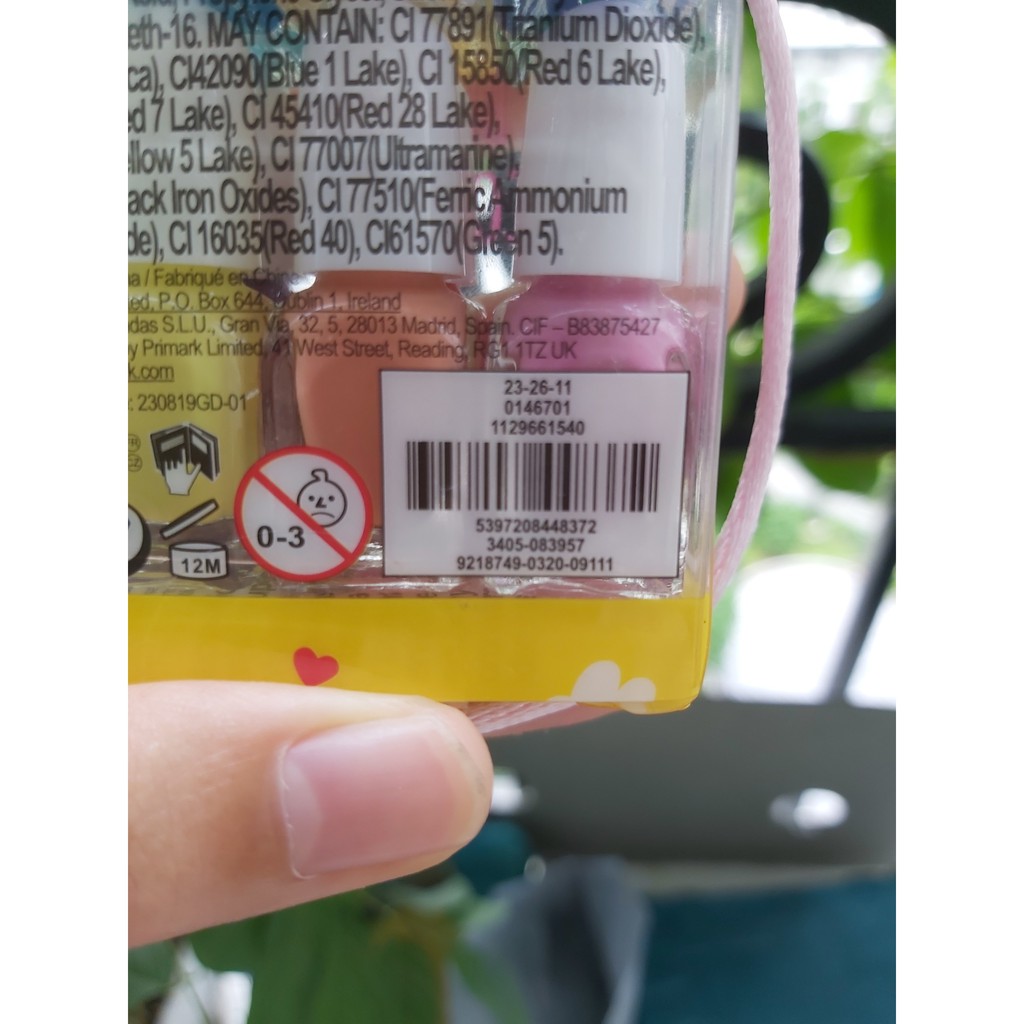 eth-16. MAY CONTAIN: CI 77891(Titanium Dioxide),
ca), CI42090(Blue 1 Lake), CI 15850(Red 6 Lake),
ed 7 Lake), CI 45410(Red 28 Lake),
llow 5 Lake), CI 77007(Ultramarine),
ack Iron Oxides), CI 77510(Ferric Ammonium
de), CI 16035(Red 40), CI61570(Green 5).
na / Fabriqué en Chine
ted, P.O. Box 644, Dublin 1, Ireland
das S.L.U., Gran Via, 32, 5, 28013 Madrid, Spain. CIF – B83875427
y Primark Limited, 41 West Street, Reading, RG1 1TZ UK
k.com
: 230819GD-01
23-26-11
0146701
1129661540
5397208448372
3405-083957
9218749-0320-09111
0-3
12M